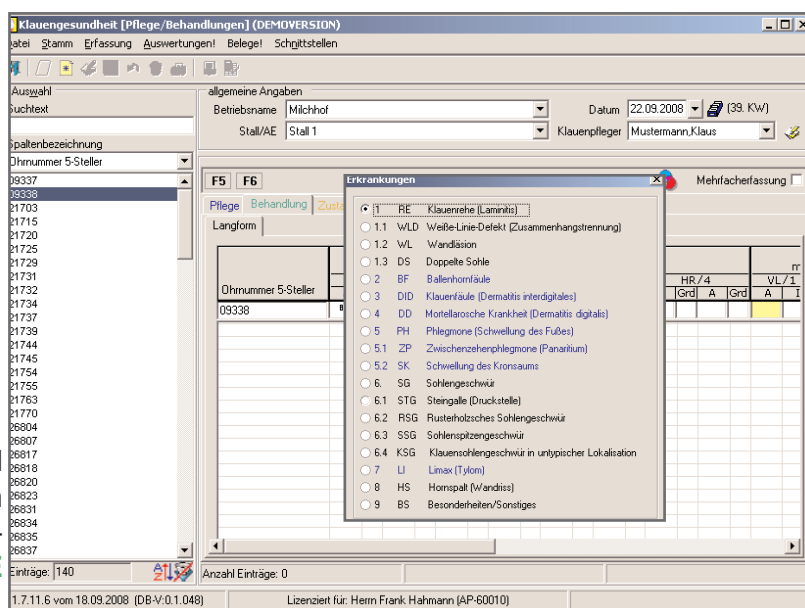 Klauengesundheit [Pflege/Behandlungen] (DEMOVERSION)
Datei Stamm Erfassung Auswertungen! Belege! Schnittstellen
Auswahl
Suchtext
Spaltenbezeichnung
Ohrnummer 5-Steller
09337
09338
21703
21715
21720
21725
21729
21731
21732
21734
21737
21739
21744
21745
21754
21755
21763
21770
26804
26807
26817
26818
26820
26823
26831
26834
26835
26837
Einträge: 140
allgemeine Angaben
Betriebsname Milchhof Datum 22.09.2008 (39. KW)
Stall/AE Stall 1 Klauenpfleger Mustermann,Klaus
F5 F6 Mehrfacherfassung
Pflege Behandlung Zusta
Langform
HR/4 VL/1
Ohrnummer 5-Steller Grd A Grd A
09338
Erkrankungen
1 RE Klauenrehe (Laminitis)
1.1 WLD Weiße-Linie-Defekt (Zusammenhangstrennung)
1.2 WL Wandläsion
1.3 DS Doppelte Sohle
2 BF Ballenhornfäule
3 DID Klauenfäule (Dermatitis interdigitales)
4 DD Mortellarosche Krankheit (Dermatitis digitalis)
5 PH Phlegmone (Schwellung des Fußes)
5.1 ZP Zwischenzehenphlegmone (Panaritium)
5.2 SK Schwellung des Kronsaums
6. SG Sohlengeschwür
6.1 STG Steingalle (Druckstelle)
6.2 RSG Rusterholzsches Sohlengeschwür
6.3 SSG Sohlenspitzengeschwür
6.4 KSG Klauensohlengeschwür in untypischer Lokalisation
7 LI Limax (Tylom)
8 HS Hornspalt (Wandriss)
9 BS Besonderheiten/Sonstiges
Anzahl Einträge: 0
1.7.11.6 vom 18.09.2008 (DB-V:0.1.048) Lizenziert für: Herrn Frank Hahmann (AP-60010)